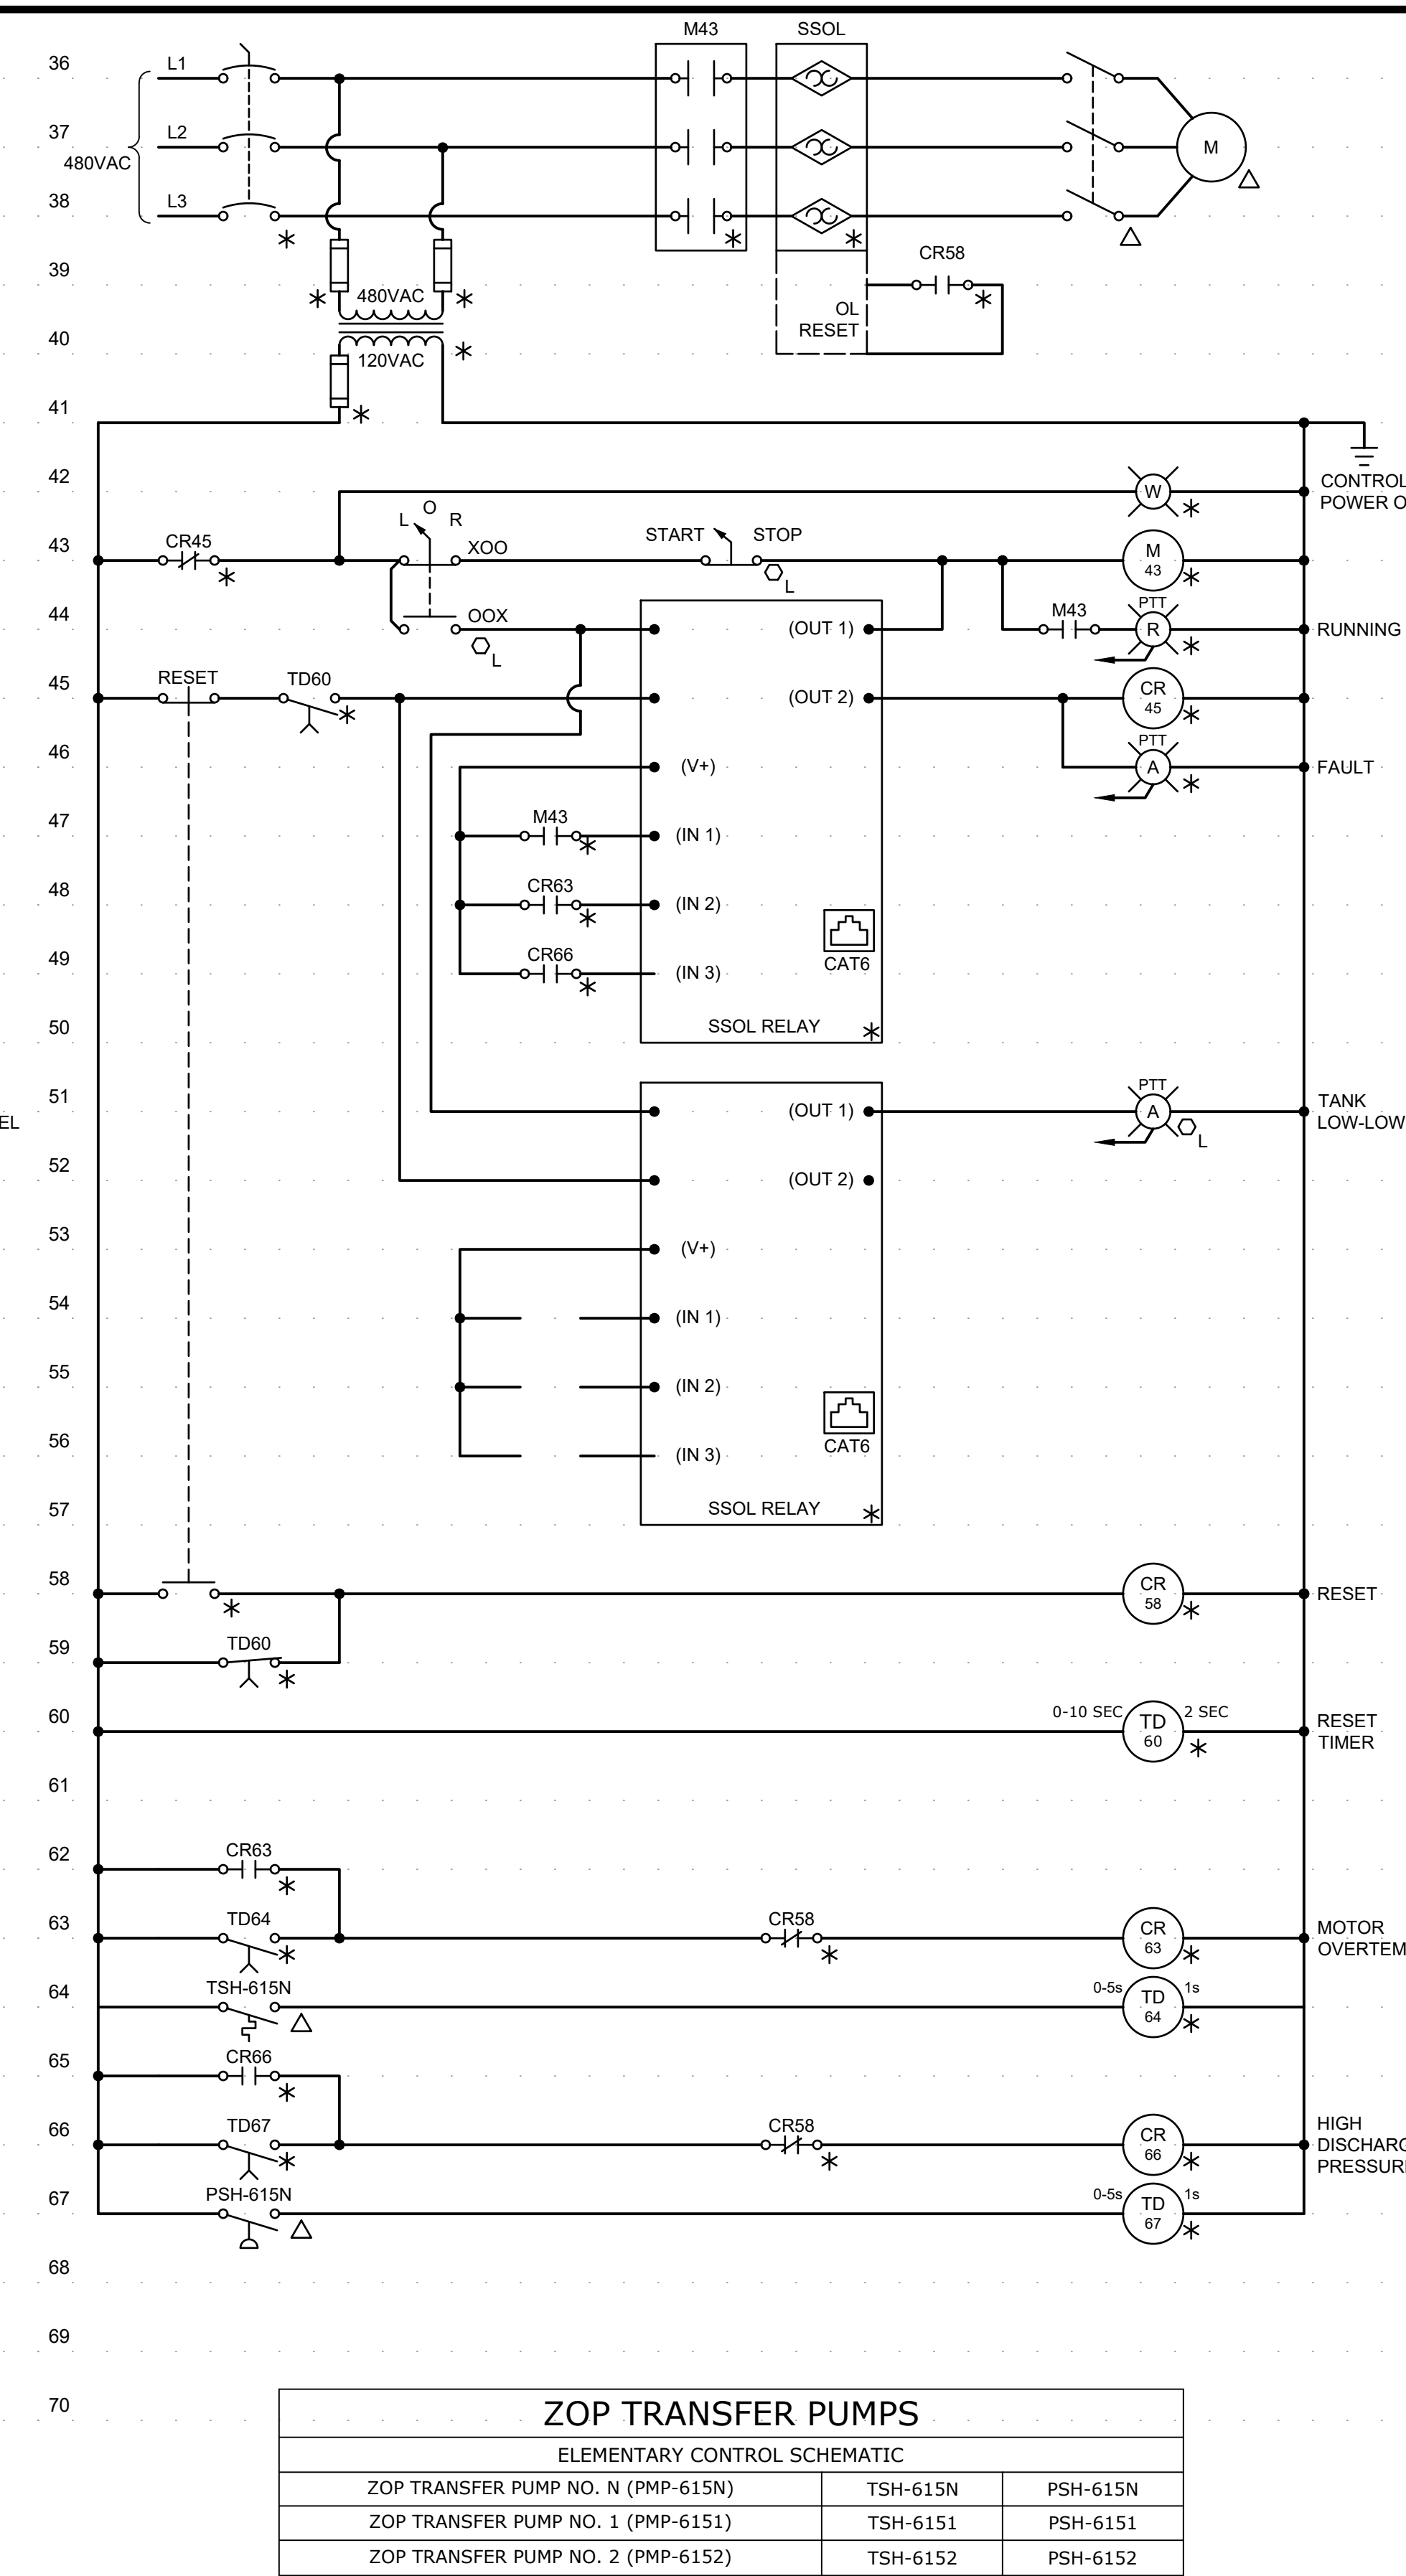 M43 SSOL
36 L1
37 L2 M
480VAC
38 L3
39 CR58
480VAC OL
RESET
40
120VAC
41
42 W CONTROL
POWER O
L O R
43 CR45 XOO START STOP M
43
L
44 OOX (OUT 1) M43 PTT
R RUNNING
L
45 RESET TD60 (OUT 2) CR
45
46 (V+) PTT
A FAULT
47 M43 (IN 1)
48 CR63 (IN 2)
49 CR66 (IN 3) CAT6
50 SSOL RELAY
51 (OUT 1) PTT
A TANK
EL LOW-LOW
L
52 (OUT 2)
53 (V+)
54 (IN 1)
55 (IN 2)
56 (IN 3) CAT6
57 SSOL RELAY
58 CR
58 RESET
59 TD60
60 0-10 SEC TD
60 2 SEC RESET
TIMER
61
62 CR63
63 TD64 CR58 CR
63 MOTOR
OVERTEM
64 TSH-615N 0-5s TD
64 1s
65 CR66
66 TD67 CR58 CR
66 HIGH
DISCHARG
PRESSUR
67 PSH-615N 0-5s TD
67 1s
68
69
70
ZOP TRANSFER PUMPS
ELEMENTARY CONTROL SCHEMATIC
ZOP TRANSFER PUMP NO. N (PMP-615N) TSH-615N PSH-615N
ZOP TRANSFER PUMP NO. 1 (PMP-6151) TSH-6151 PSH-6151
ZOP TRANSFER PUMP NO. 2 (PMP-6152) TSH-6152 PSH-6152